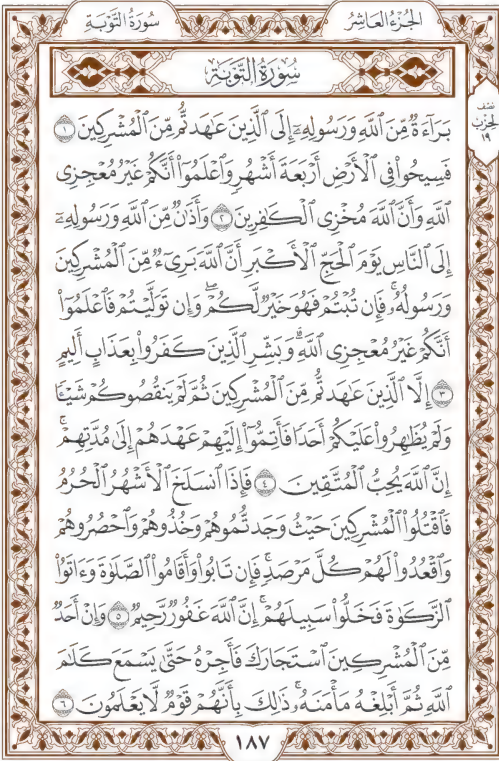 سُورَةُ التَّوْبَةِ
الجُزْءُ العَاشِرُ
سُورَةُ التَّوْبَةِ
نصف
الحزب
١٩
بَرَآءَةٌ مِّنَ ٱللَّهِ وَرَسُولِهِۦٓ إِلَى ٱلَّذِينَ عَٰهَدتُّم مِّنَ ٱلْمُشْرِكِينَ ١
فَسِيحُوا۟ فِى ٱلْأَرْضِ أَرْبَعَةَ أَشْهُرٍ وَٱعْلَمُوٓا۟ أَنَّكُمْ غَيْرُ مُعْجِزِى
ٱللَّهِ وَأَنَّ ٱللَّهَ مُخْزِى ٱلْكَٰفِرِينَ ٢ وَأَذَٰنٌ مِّنَ ٱللَّهِ وَرَسُولِهِۦٓ
إِلَى ٱلنَّاسِ يَوْمَ ٱلْحَجِّ ٱلْأَكْبَرِ أَنَّ ٱللَّهَ بَرِىٓءٌ مِّنَ ٱلْمُشْرِكِينَ
وَرَسُولُهُۥ فَإِن تُبْتُمْ فَهُوَ خَيْرٌ لَّكُمْ وَإِن تَوَلَّيْتُمْ فَٱعْلَمُوٓا۟
أَنَّكُمْ غَيْرُ مُعْجِزِى ٱللَّهِ وَبَشِّرِ ٱلَّذِينَ كَفَرُوا۟ بِعَذَابٍ أَلِيمٍ
٣ إِلَّا ٱلَّذِينَ عَٰهَدتُّم مِّنَ ٱلْمُشْرِكِينَ ثُمَّ لَمْ يَنقُصُوكُمْ شَيْـًٔا
وَلَمْ يُظَٰهِرُوا۟ عَلَيْكُمْ أَحَدًا فَأَتِمُّوٓا۟ إِلَيْهِمْ عَهْدَهُمْ إِلَىٰ مُدَّتِهِمْ
إِنَّ ٱللَّهَ يُحِبُّ ٱلْمُتَّقِينَ ٤ فَإِذَا ٱنسَلَخَ ٱلْأَشْهُرُ ٱلْحُرُمُ
فَٱقْتُلُوا۟ ٱلْمُشْرِكِينَ حَيْثُ وَجَدتُّمُوهُمْ وَخُذُوهُمْ وَٱحْصُرُوهُمْ
وَٱقْعُدُوا۟ لَهُمْ كُلَّ مَرْصَدٍ فَإِن تَابُوا۟ وَأَقَامُوا۟ ٱلصَّلَوٰةَ وَءَاتَوُا۟
ٱلزَّكَوٰةَ فَخَلُّوا۟ سَبِيلَهُمْ إِنَّ ٱللَّهَ غَفُورٌ رَّحِيمٌ ٥ وَإِنْ أَحَدٌ
مِّنَ ٱلْمُشْرِكِينَ ٱسْتَجَارَكَ فَأَجِرْهُ حَتَّىٰ يَسْمَعَ كَلَٰمَ
ٱللَّهِ ثُمَّ أَبْلِغْهُ مَأْمَنَهُۥ ذَٰلِكَ بِأَنَّهُمْ قَوْمٌ لَّا يَعْلَمُونَ ٦
١٨٧